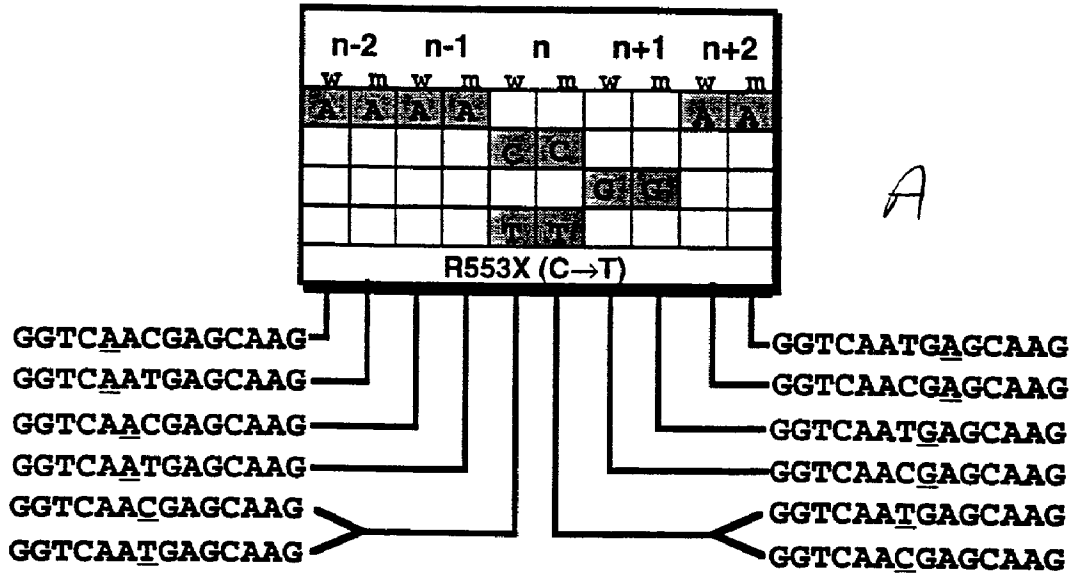 n-2 n-1 n n+1 n+2
w m w m w m w m w m
A A A A A A
C C
G G
T T
R553X (C→T)
A
GGTCAACGAGCAAG
GGTCAATGAGCAAG
GGTCAACGAGCAAG
GGTCAATGAGCAAG
GGTCAACGAGCAAG
GGTCAATGAGCAAG
GGTCAATGAGCAAG
GGTCAACGAGCAAG
GGTCAATGAGCAAG
GGTCAACGAGCAAG
GGTCAATGAGCAAG
GGTCAACGAGCAAG